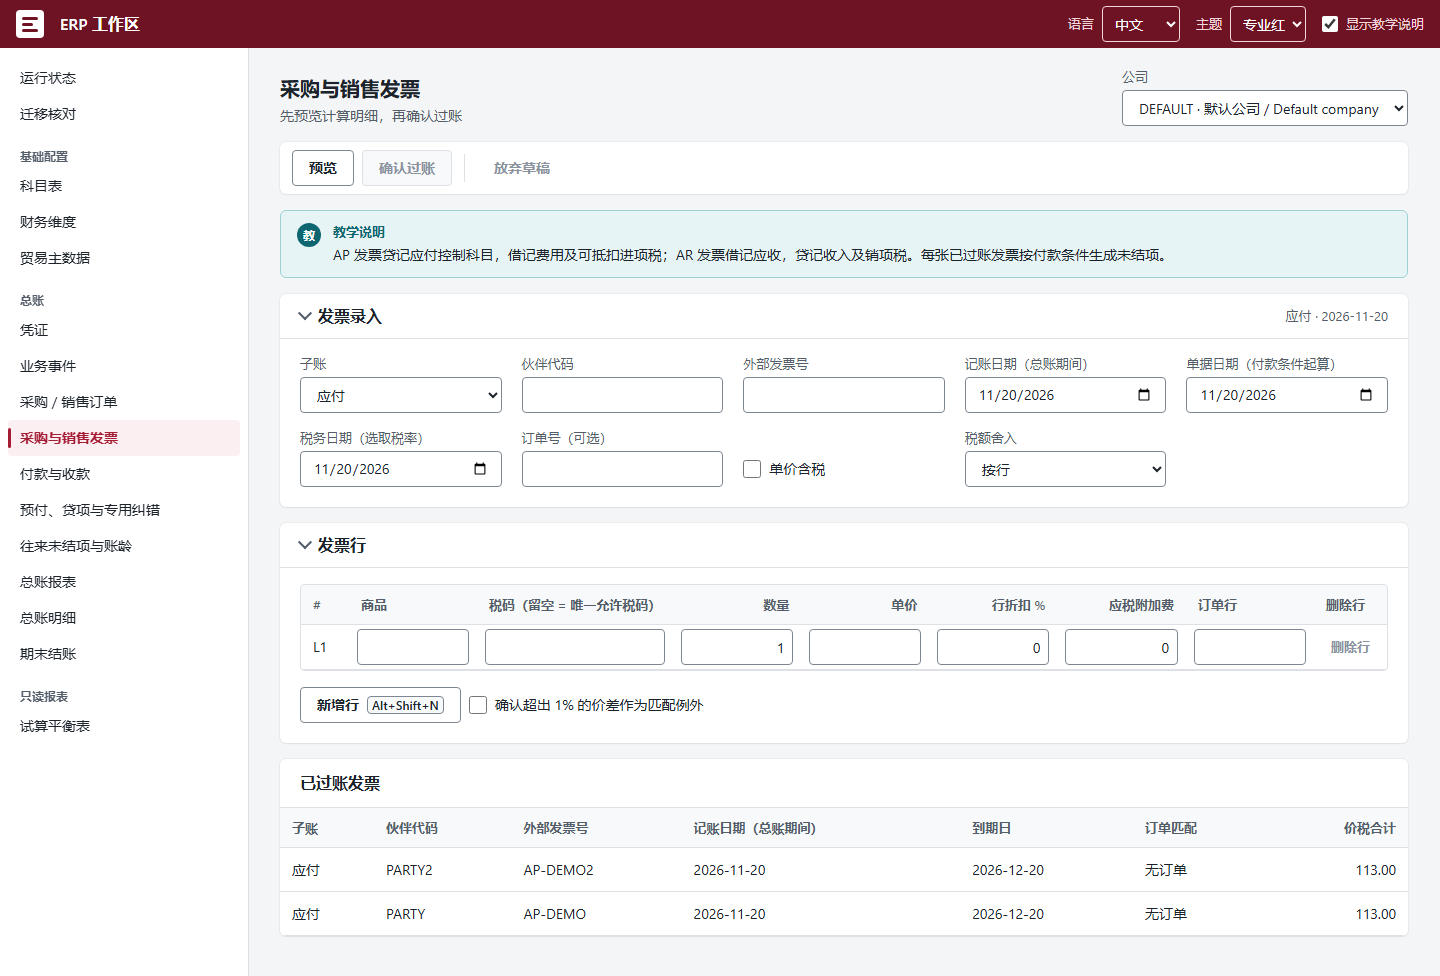 ERP 工作区
语言 中文 主题 专业红 显示教学说明
运行状态
迁移核对
基础配置
科目表
财务维度
贸易主数据
总账
凭证
业务事件
采购 / 销售订单
采购与销售发票
付款与收款
预付、贷项与专用纠错
往来未结项与账龄
总账报表
总账明细
期末结账
只读报表
试算平衡表
采购与销售发票
先预览计算明细，再确认过账
公司
DEFAULT · 默认公司 / Default company
预览 确认过账 放弃草稿
教 教学说明
AP 发票贷记应付控制科目，借记费用及可抵扣进项税；AR 发票借记应收，贷记收入及销项税。每张已过账发票按付款条件生成未结项。
发票录入 应付 · 2026-11-20
子账 伙伴代码 外部发票号 记账日期（总账期间） 单据日期（付款条件起算）
应付 11/20/2026 11/20/2026
税务日期（选取税率） 订单号（可选） 税额舍入
11/20/2026 单价含税 按行
发票行
# 商品 税码（留空 = 唯一允许税码） 数量 单价 行折扣 % 应税附加费 订单行 删除行
L1 1 0 0 删除行
新增行 Alt+Shift+N 确认超出 1% 的价差作为匹配例外
已过账发票
子账 伙伴代码 外部发票号 记账日期（总账期间） 到期日 订单匹配 价税合计
应付 PARTY2 AP-DEMO2 2026-11-20 2026-12-20 无订单 113.00
应付 PARTY AP-DEMO 2026-11-20 2026-12-20 无订单 113.00